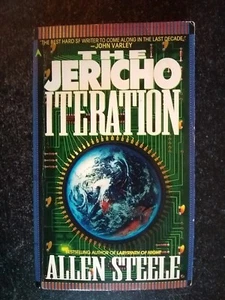 "THE BEST HARD SF WRITER TO COME ALONG IN THE LAST DECADE."
—JOHN VARLEY
THE
JERICHO
ITERATION
BESTSELLING AUTHOR OF LABYRINTH OF NIGHT
ALLEN STEELE